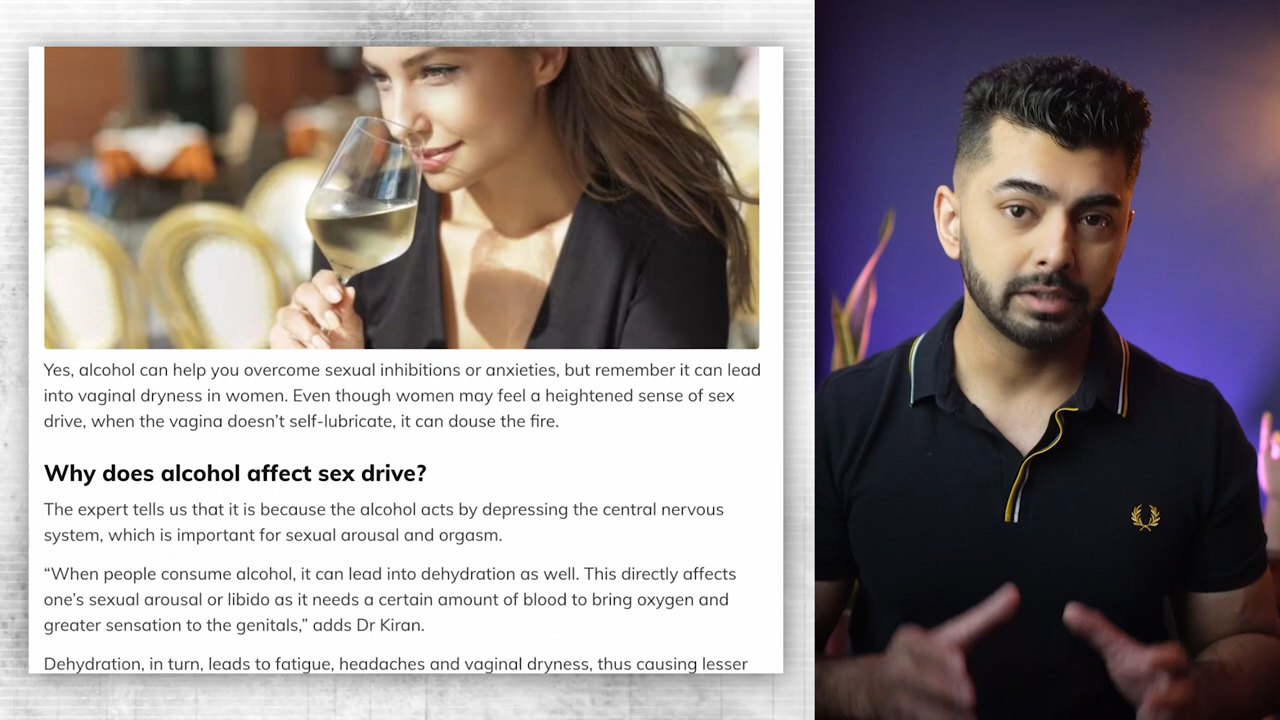 Yes, alcohol can help you overcome sexual inhibitions or anxieties, but remember it can lead
into vaginal dryness in women. Even though women may feel a heightened sense of sex
drive, when the vagina doesn’t self-lubricate, it can douse the fire.
Why does alcohol affect sex drive?
The expert tells us that it is because the alcohol acts by depressing the central nervous
system, which is important for sexual arousal and orgasm.
“When people consume alcohol, it can lead into dehydration as well. This directly affects
one’s sexual arousal or libido as it needs a certain amount of blood to bring oxygen and
greater sensation to the genitals,” adds Dr Kiran.
Dehydration, in turn, leads to fatigue, headaches and vaginal dryness, thus causing lesser